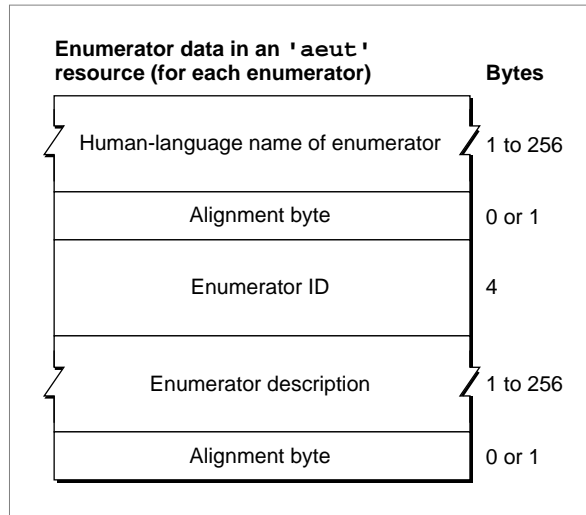 Enumerator data in an 'aeut'
resource (for each enumerator) Bytes
Human-language name of enumerator 1 to 256
Alignment byte 0 or 1
Enumerator ID 4
Enumerator description 1 to 256
Alignment byte 0 or 1